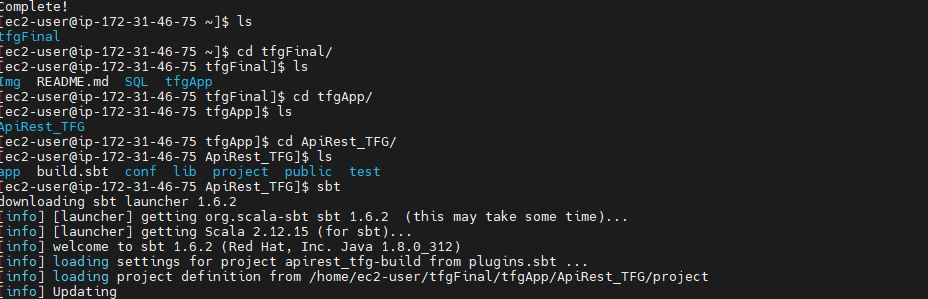 Complete!
[ec2-user@ip-172-31-46-75 ~]$ ls
tfgFinal
[ec2-user@ip-172-31-46-75 ~]$ cd tfgFinal/
[ec2-user@ip-172-31-46-75 tfgFinal]$ ls
Img  README.md  SQL  tfgApp
[ec2-user@ip-172-31-46-75 tfgFinal]$ cd tfgApp/
[ec2-user@ip-172-31-46-75 tfgApp]$ ls
ApiRest_TFG
[ec2-user@ip-172-31-46-75 tfgApp]$ cd ApiRest_TFG/
[ec2-user@ip-172-31-46-75 ApiRest_TFG]$ ls
app  build.sbt  conf  lib  project  public  test
[ec2-user@ip-172-31-46-75 ApiRest_TFG]$ sbt
downloading sbt launcher 1.6.2
[info] [launcher] getting org.scala-sbt sbt 1.6.2  (this may take some time)...
[info] [launcher] getting Scala 2.12.15 (for sbt)...
[info] welcome to sbt 1.6.2 (Red Hat, Inc. Java 1.8.0_312)
[info] loading settings for project apirest_tfg-build from plugins.sbt ...
[info] loading project definition from /home/ec2-user/tfgFinal/tfgApp/ApiRest_TFG/project
[info] Updating